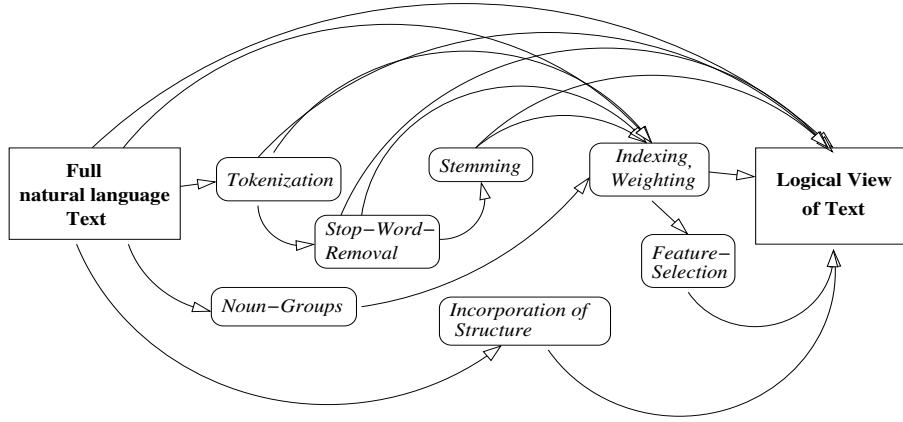 Full
natural language
Text
Tokenization
Stop−Word−
Removal
Stemming
Noun−Groups
Incorporation of
Structure
Indexing,
Weighting
Feature−
Selection
Logical View
of Text